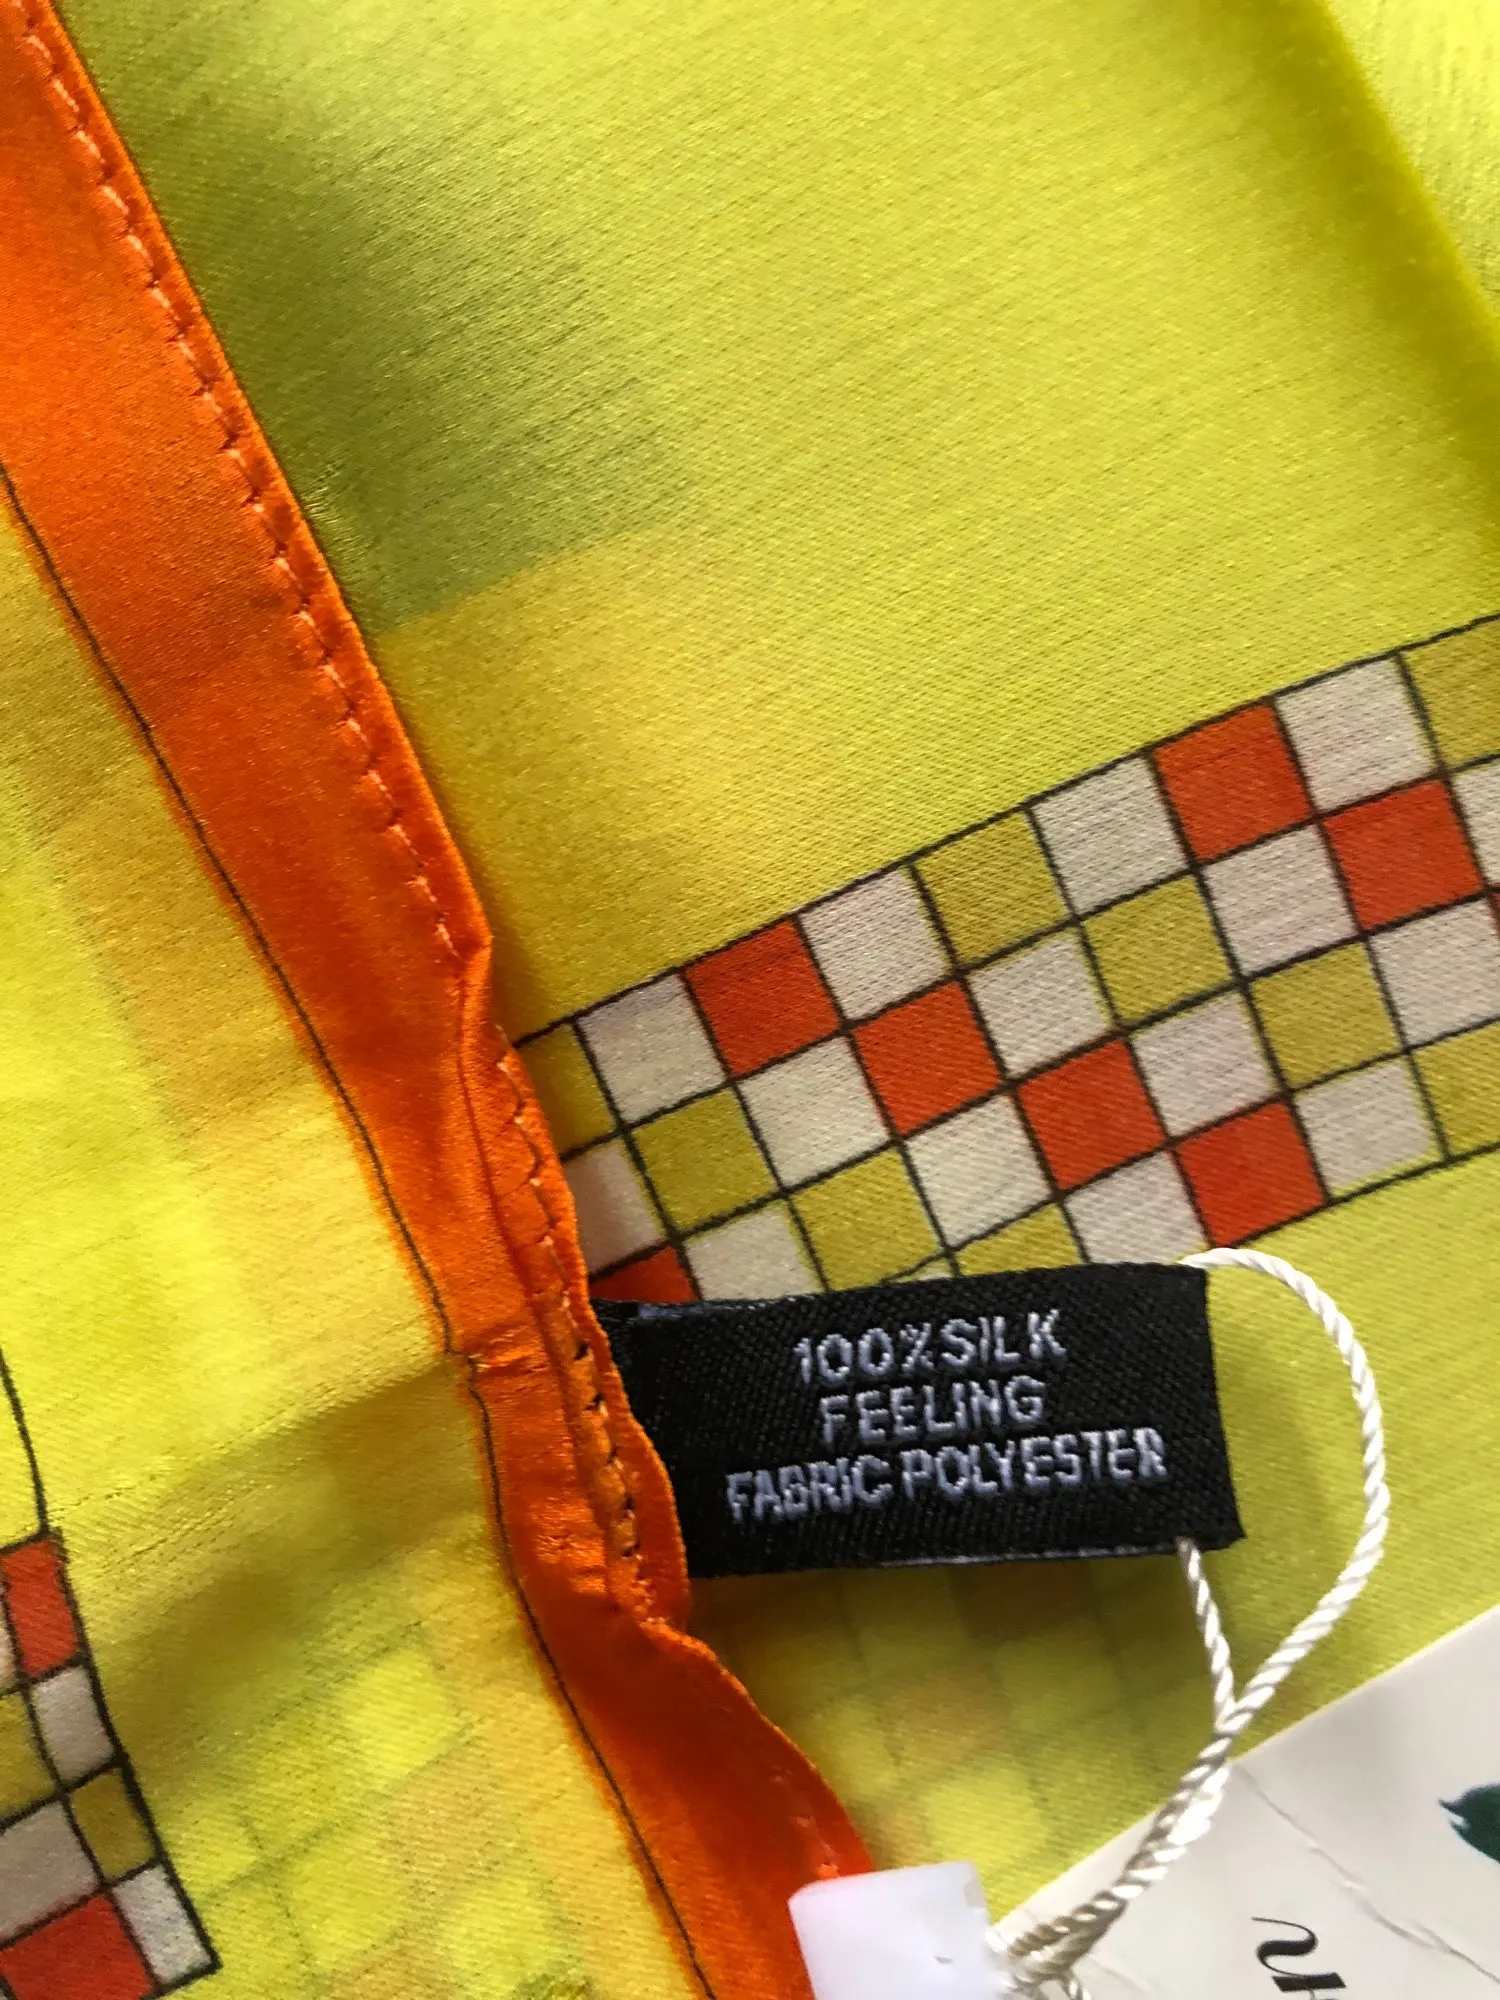 100%SILK
FEELING
FABRIC POLYESTER